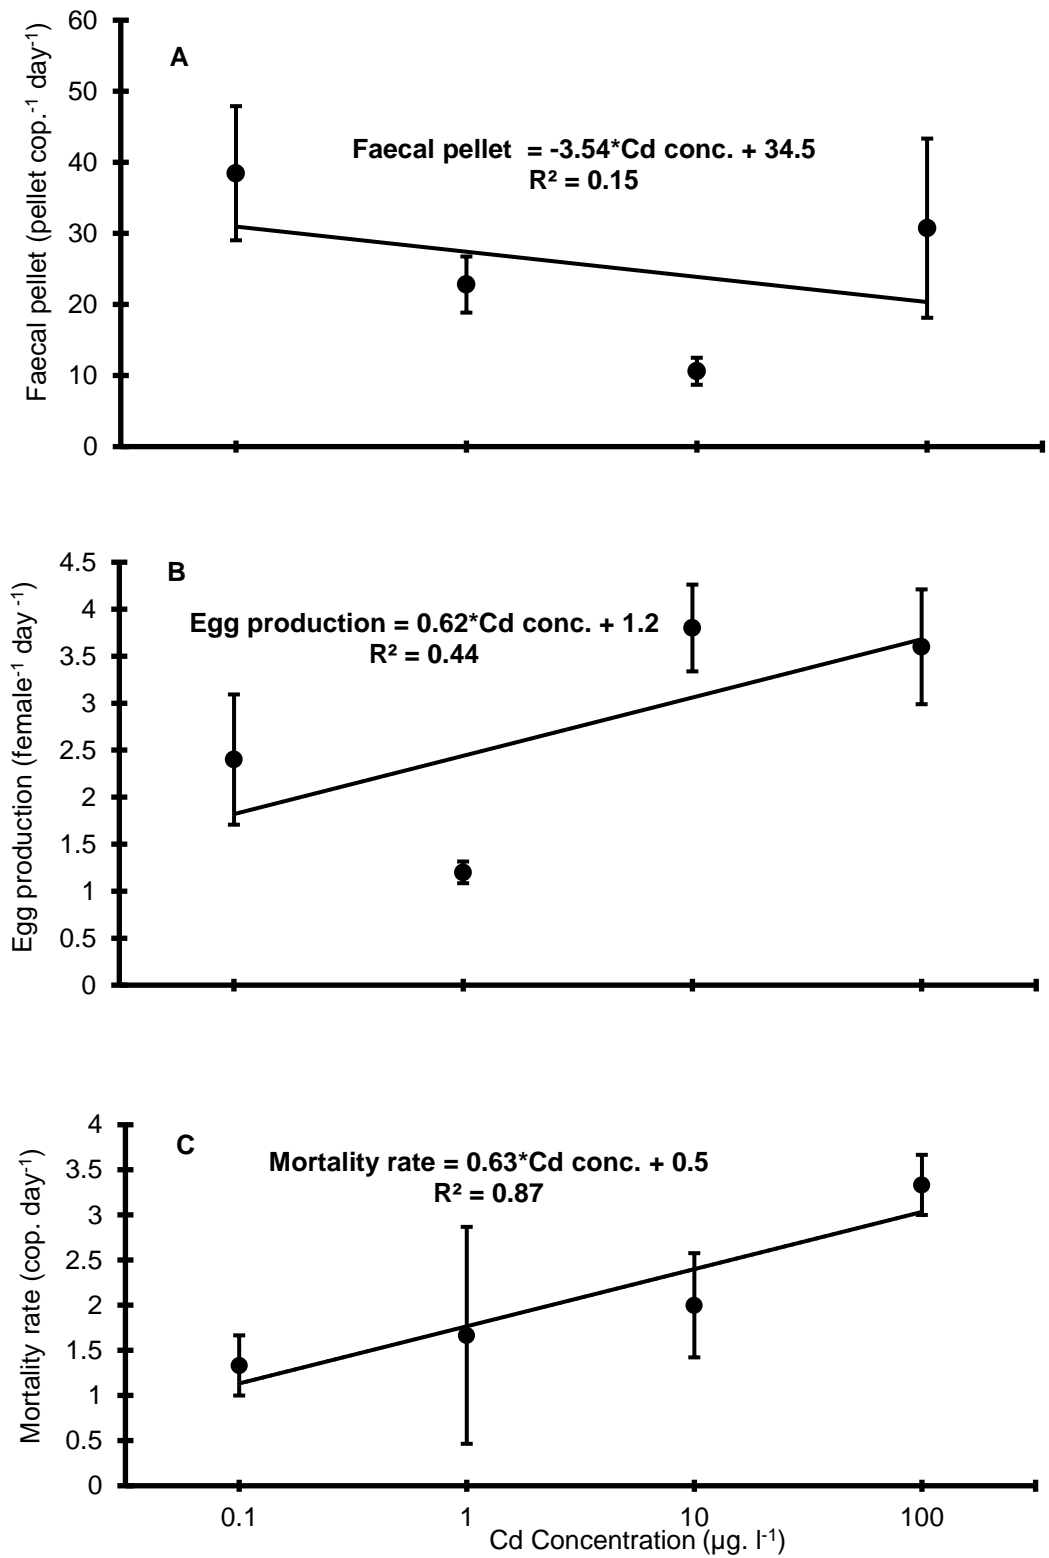 A
Faecal pellet (pellet cop.⁻¹ day⁻¹)
60
50
40
30
20
10
0
Faecal pellet = -3.54*Cd conc. + 34.5
R² = 0.15
B
Egg production (female⁻¹ day ⁻¹)
4.5
4
3.5
3
2.5
2
1.5
1
0.5
0
Egg production = 0.62*Cd conc. + 1.2
R² = 0.44
C
Mortality rate (cop. day⁻¹)
4
3.5
3
2.5
2
1.5
1
0.5
0
Mortality rate = 0.63*Cd conc. + 0.5
R² = 0.87
0.1 1 10 100
Cd Concentration (µg. l⁻¹)